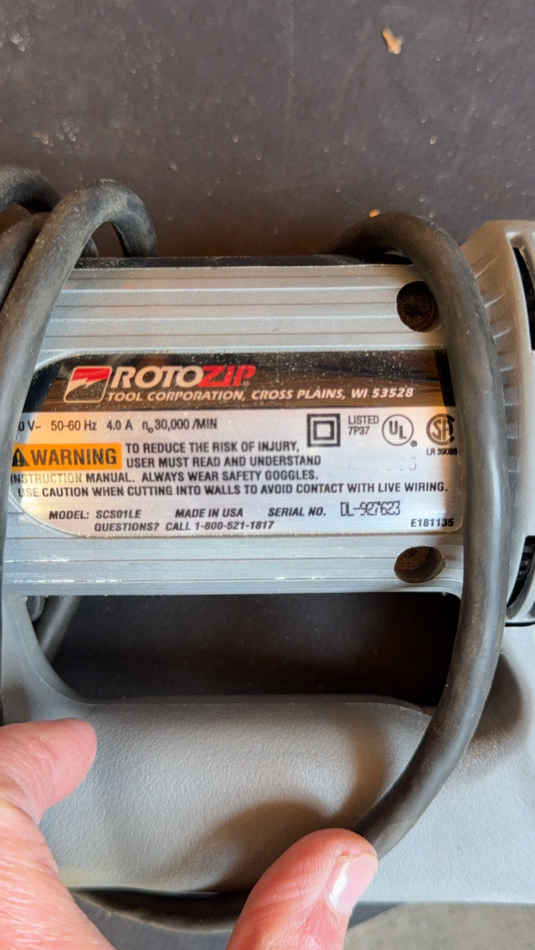 ROTOZIP®
TOOL CORPORATION, CROSS PLAINS, WI 53528
0 V~ 50-60 Hz 4.0 A n₀ 30,000 /MIN
LISTED
7P37
UL
SA
WARNING
TO REDUCE THE RISK OF INJURY,
USER MUST READ AND UNDERSTAND
INSTRUCTION MANUAL. ALWAYS WEAR SAFETY GOGGLES.
USE CAUTION WHEN CUTTING INTO WALLS TO AVOID CONTACT WITH LIVE WIRING.
MODEL: SCS01LE MADE IN USA SERIAL NO. DL-927623
QUESTIONS? CALL 1-800-521-1817 E181135